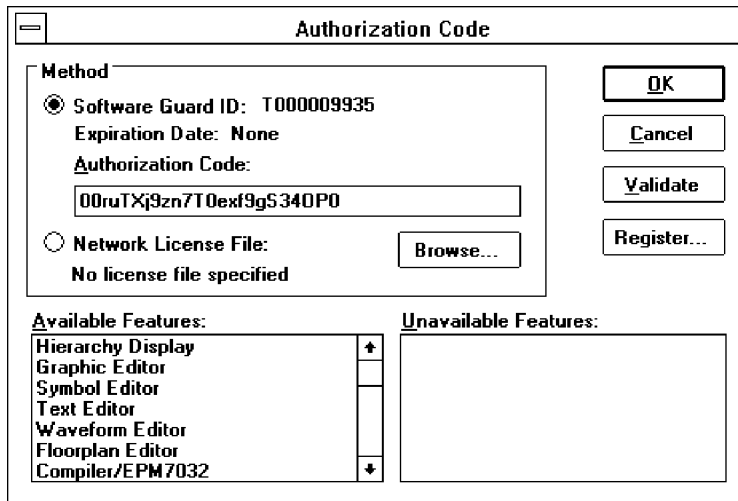 Authorization Code
Method
Software Guard ID: T000009935
Expiration Date: None
Authorization Code:
00ruTXj9zn7T0exf9gS34OP0
Network License File:
No license file specified
Browse...
OK
Cancel
Validate
Register...
Available Features:
Hierarchy Display
Graphic Editor
Symbol Editor
Text Editor
Waveform Editor
Floorplan Editor
Compiler/EPM7032
Unavailable Features: